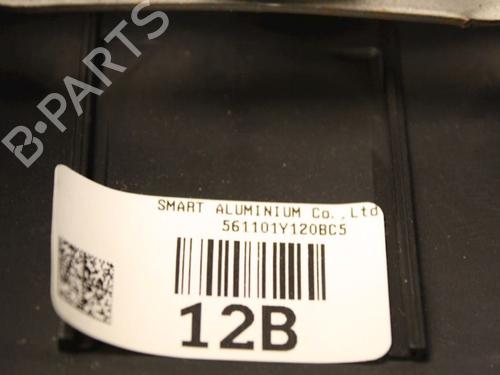 B-PARTS
SMART ALUMINIUM Co.,Ltd
561101Y120BC5
12B